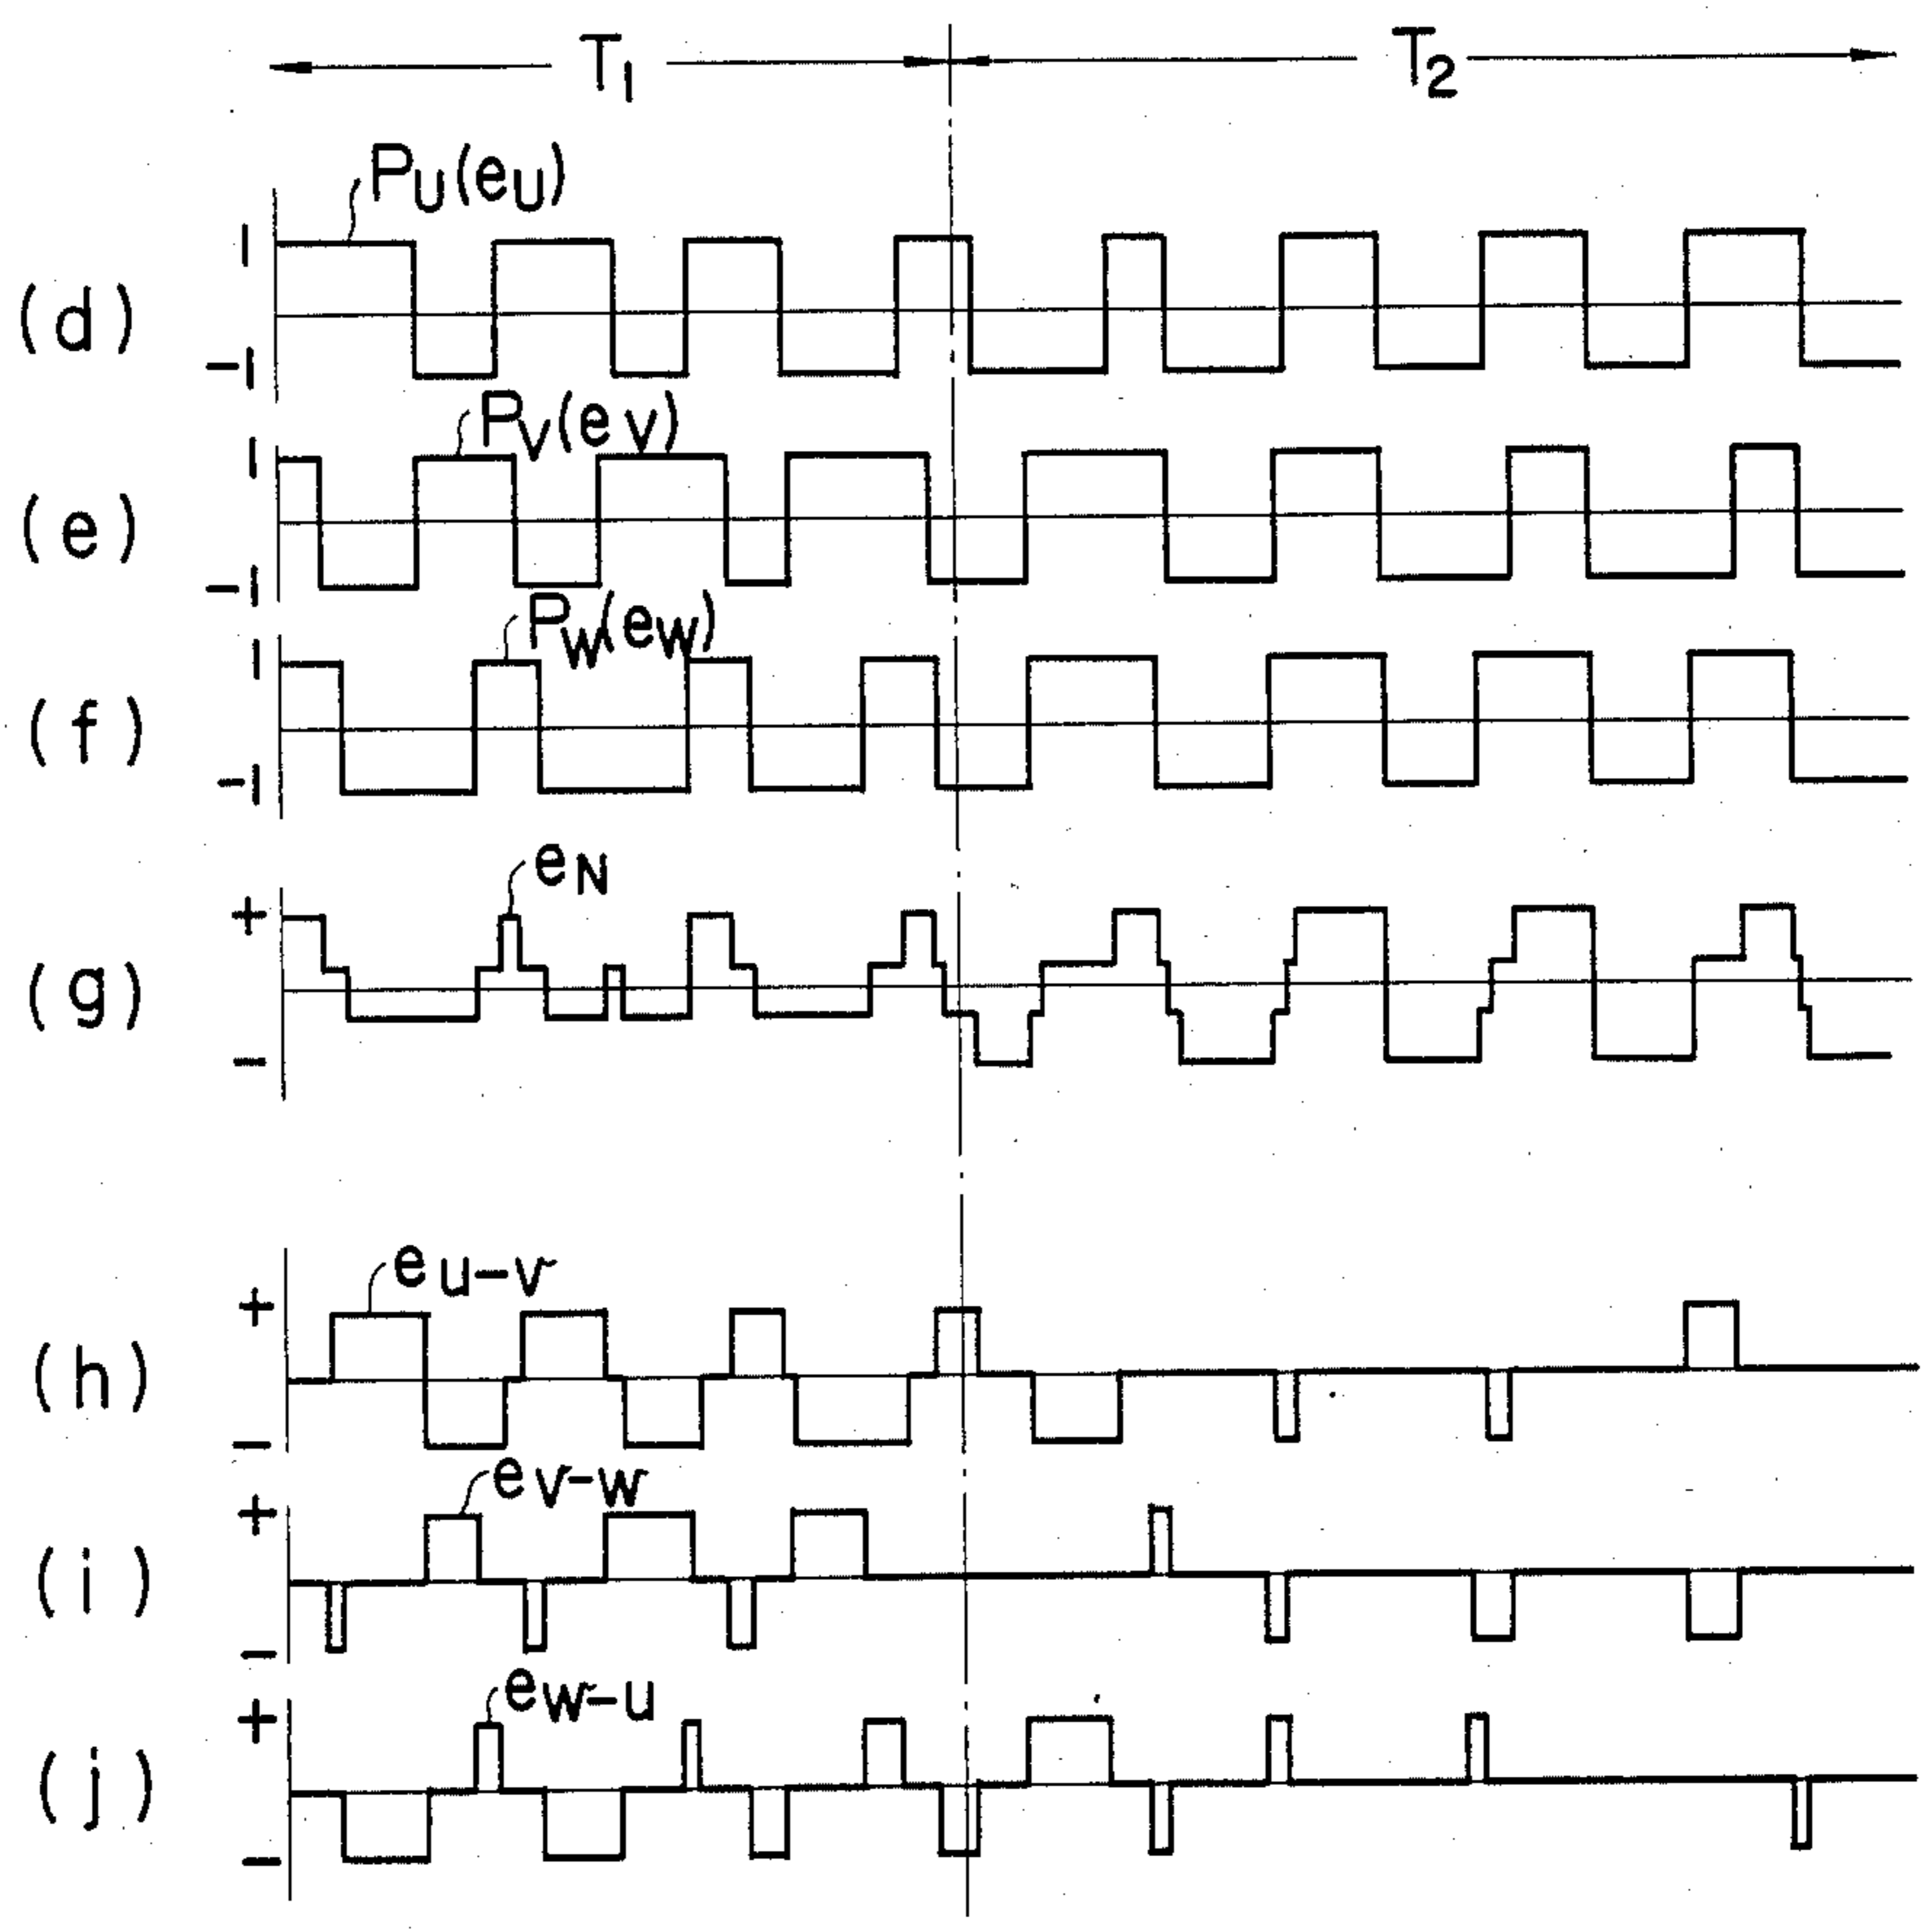 T1 T2
PU(eU)
1
(d)
-1
PV(eV)
1
(e)
-1
PW(eW)
1
(f)
-1
eN
+
(g)
-
eu-v
+
(h)
-
ev-w
+
(i)
-
ew-u
+
(j)
-